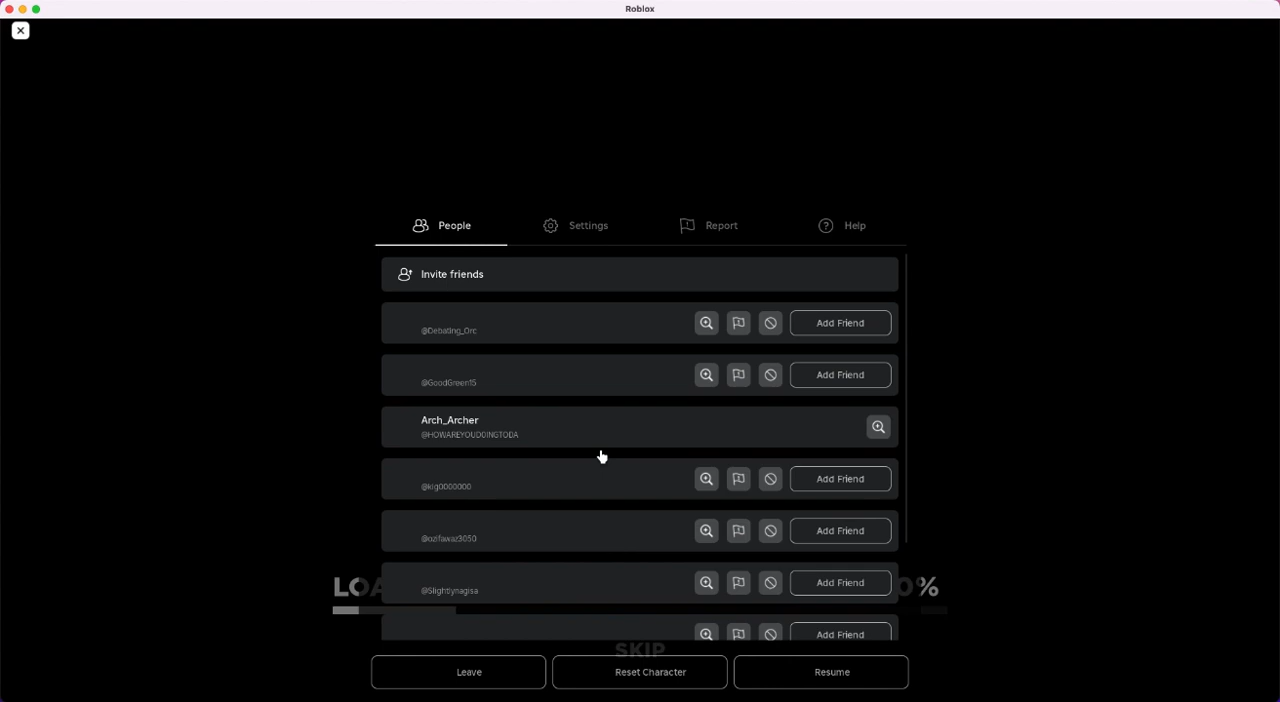 Roblox
People
Settings
Report
Help
Invite friends
@Debating_Orc
Add Friend
@GoodGreen15
Add Friend
Arch_Archer
@HOWAREYOUDOINGTODA
@kig0000000
Add Friend
@ozifawaz3050
Add Friend
@Slightlynagisa
Add Friend
Add Friend
SKIP
Leave
Reset Character
Resume